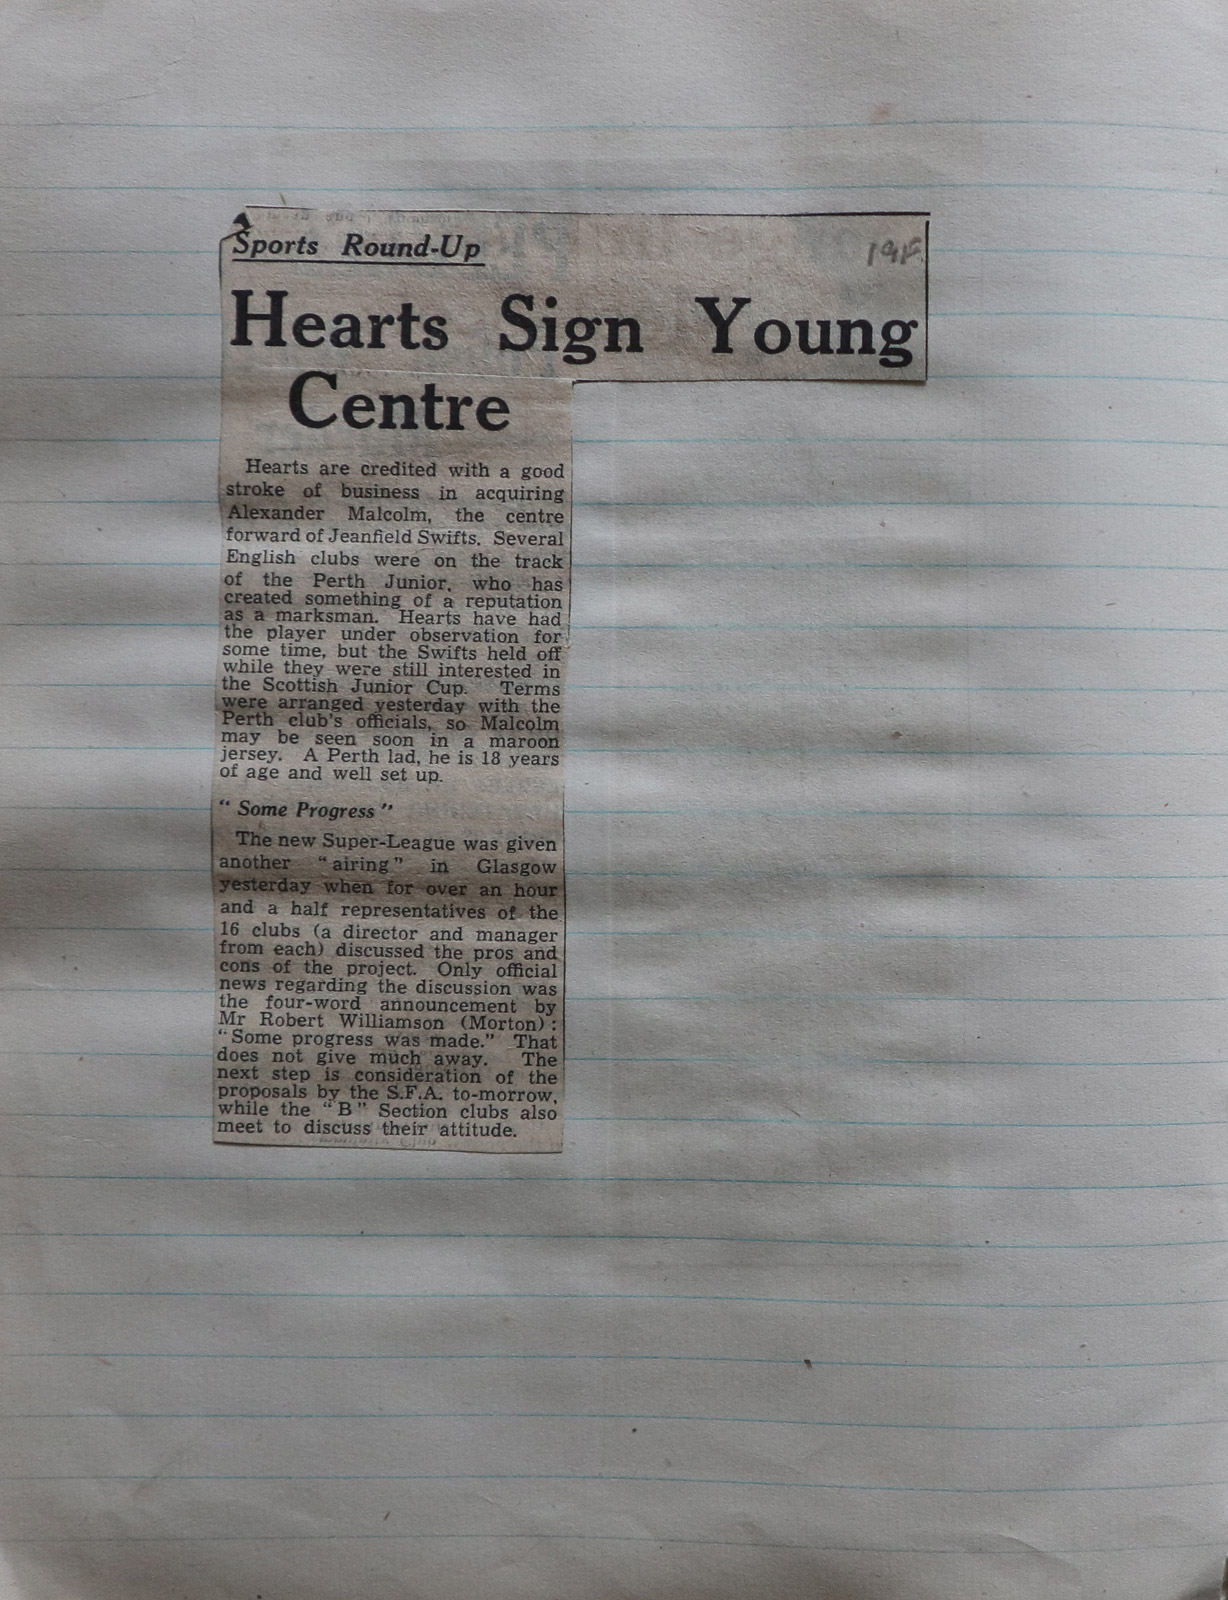 Sports Round-Up
Hearts Sign Young
Centre
Hearts are credited with a good
stroke of business in acquiring
Alexander Malcolm, the centre
forward of Jeanfield Swifts. Several
English clubs were on the track
of the Perth Junior, who has
created something of a reputation
as a marksman. Hearts have had
the player under observation for
some time, but the Swifts held off
while they were still interested in
the Scottish Junior Cup. Terms
were arranged yesterday with the
Perth club's officials, so Malcolm
may be seen soon in a maroon
jersey. A Perth lad, he is 18 years
of age and well set up.
" Some Progress "
The new Super-League was given
another " airing " in Glasgow
yesterday when for over an hour
and a half representatives of the
16 clubs (a director and manager
from each) discussed the pros and
cons of the project. Only official
news regarding the discussion was
the four-word announcement by
Mr Robert Williamson (Morton) :
" Some progress was made." That
does not give much away. The
next step is consideration of the
proposals by the S.F.A. to-morrow,
while the " B " Section clubs also
meet to discuss their attitude.